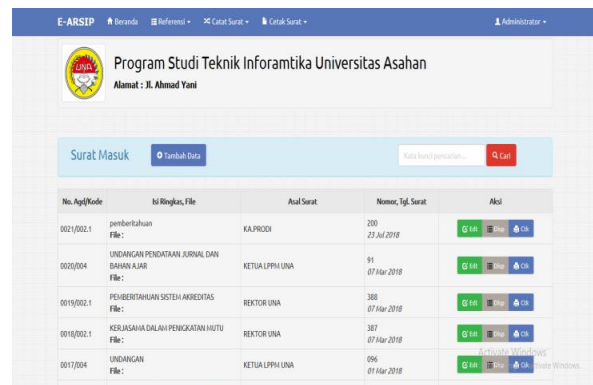 E-ARSIP Beranda Referensi Catat Surat Cetak Surat Administrator
UNA
Program Studi Teknik Inforamtika Universitas Asahan
Alamat : Jl. Ahmad Yani
Surat Masuk Tambah Data Kata kunci pencarian ... Cari
No. Agd/Kode Isi Ringkas, File Asal Surat Nomor, Tgl. Surat Aksi
0021/002.1 pemberitahuan KA.PRODI 200 Edit Disp Ctk
File : 23 Jul 2018
UNDANGAN PENDATAAN JURNAL DAN
0020/004 BAHAN AJAR KETUA LPPM UNA 91 Edit Disp Ctk
File : 07 Mar 2018
0019/002.1 PEMBERITAHUAN SISTEM AKREDITAS REKTOR UNA 388 Edit Disp Ctk
File : 07 Mar 2018
0018/002.1 KERJASAMA DALAM PENIGKATAN MUTU REKTOR UNA 387 Edit Disp Ctk
File : 07 Mar 2018
0017/004 UNDANGAN KETUA LPPM UNA 096 Edit Disp Ctk
File : 01 Mar 2018
Activate Windows